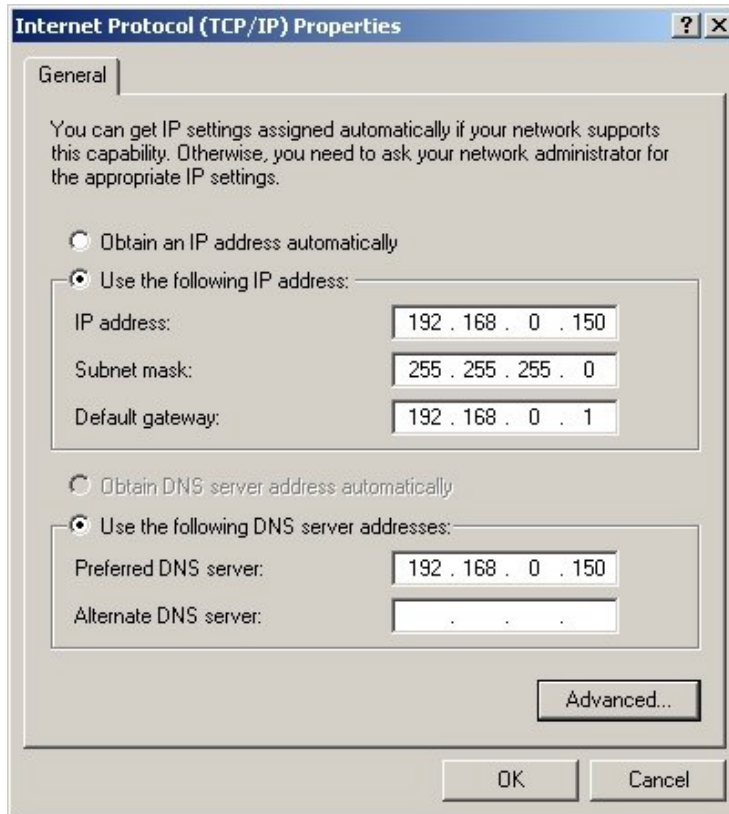 Internet Protocol (TCP/IP) Properties
General
You can get IP settings assigned automatically if your network supports
this capability. Otherwise, you need to ask your network administrator for
the appropriate IP settings.
Obtain an IP address automatically
Use the following IP address:
IP address: 192 . 168 . 0 . 150
Subnet mask: 255 . 255 . 255 . 0
Default gateway: 192 . 168 . 0 . 1
Obtain DNS server address automatically
Use the following DNS server addresses:
Preferred DNS server: 192 . 168 . 0 . 150
Alternate DNS server: . . .
Advanced...
OK Cancel